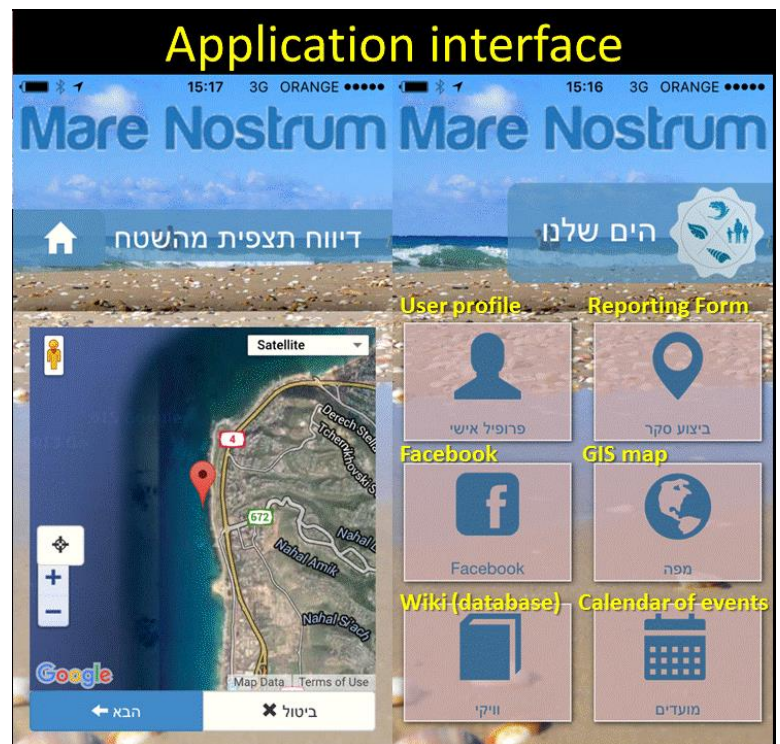 Application interface
15:17 3G ORANGE
Mare Nostrum
דיווח תצפית מהשטח
Satellite
4
Derech Stella
Tchernikhovski St
672
Nahal Amik
Nahal Si'ach
Google
Map Data
Terms of Use
הבא
ביטול
15:16 3G ORANGE
Mare Nostrum
הים שלנו
User profile
Reporting Form
פרופיל אישי
ביצוע סקר
Facebook
GIS map
Facebook
מפה
Wiki (database)
Calendar of events
וויקי
מועדים